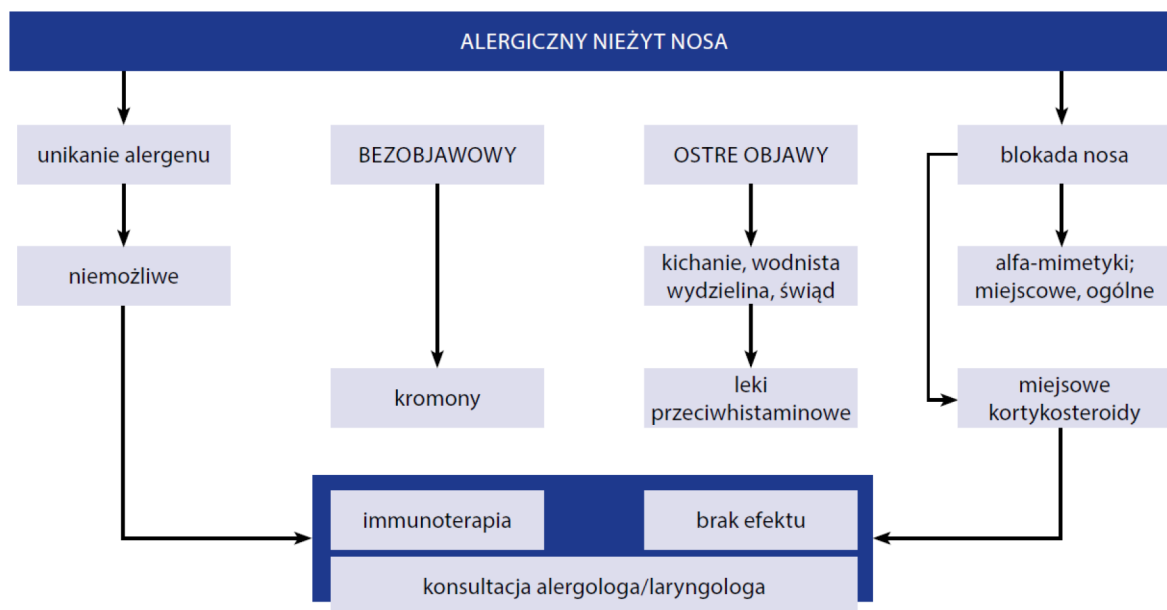 ALERGICZNY NIEŻYT NOSA
unikanie alergenu
BEZOBJAWOWY
OSTRE OBJAWY
blokada nosa
niemożliwe
kichanie, wodnista
wydzielina, świąd
alfa-mimetyki;
miejscowe, ogólne
kromony
leki
przeciwhistaminowe
miejsowe
kortykosteroidy
immunoterapia
brak efektu
konsultacja alergologa/laryngologa